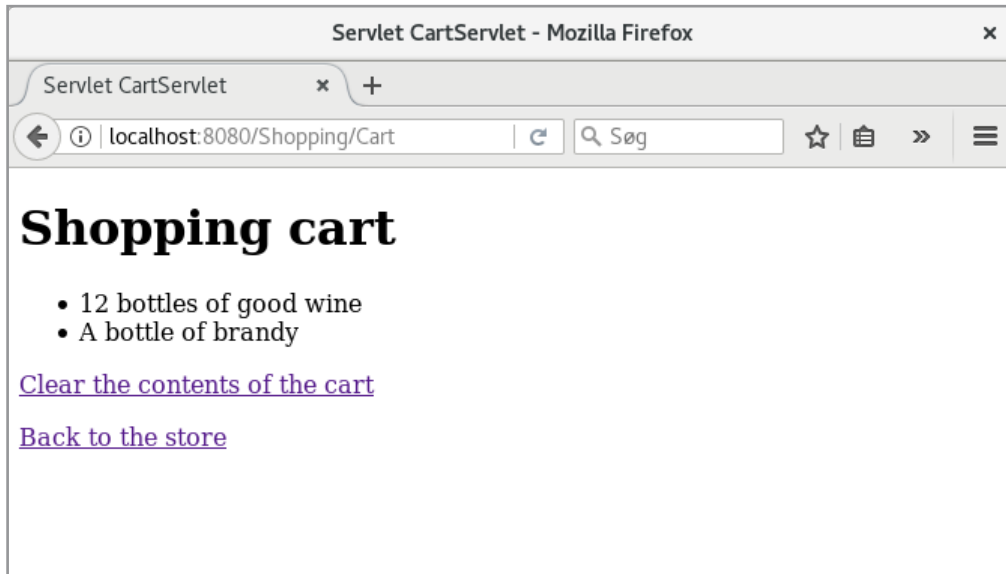 Servlet CartServlet - Mozilla Firefox
Servlet CartServlet
localhost:8080/Shopping/Cart
Søg
Shopping cart
12 bottles of good wine
A bottle of brandy
Clear the contents of the cart
Back to the store